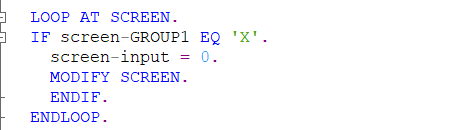 LOOP AT SCREEN.
IF screen-GROUP1 EQ 'X'.
screen-input = 0.
MODIFY SCREEN.
ENDIF.
ENDLOOP.